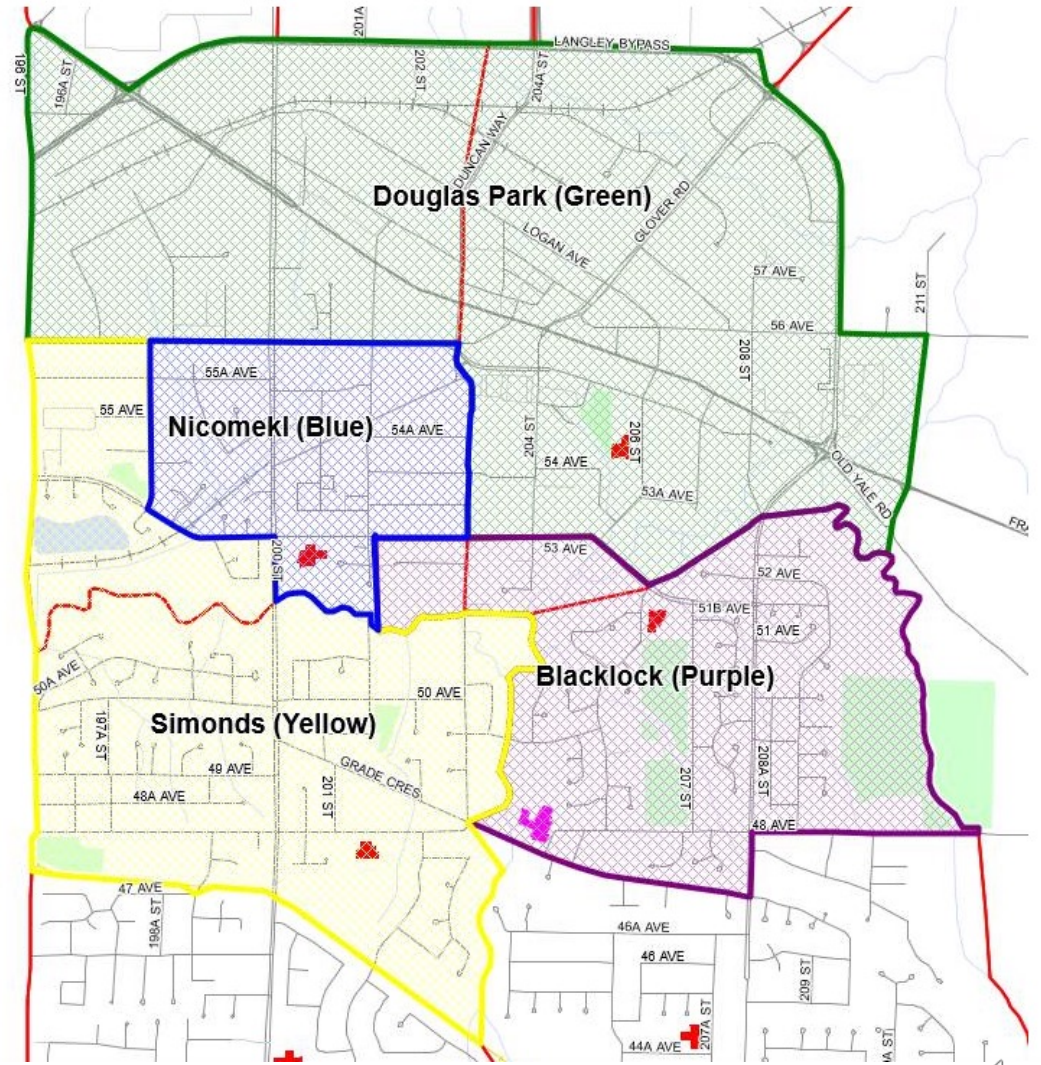 201A
LANGLEY BYPASS
196 ST
196A ST
202 ST
204A ST
DUNCAN WAY
Douglas Park (Green)
GLOVER RD
LOGAN AVE
57 AVE
211 ST
56 AVE
208 ST
55A AVE
55 AVE
Nicomekl (Blue)
54A AVE
204 ST
206 ST
54 AVE
OLD YALE RD
53A AVE
FRA
200 ST
53 AVE
52 AVE
51B AVE
51 AVE
50A AVE
50 AVE
Blacklock (Purple)
197A ST
Simonds (Yellow)
49 AVE
GRADE CRES
48A AVE
201 ST
207 ST
208A ST
48 AVE
47 AVE
198A ST
46A AVE
46 AVE
209 ST
207A ST
44A AVE
A ST